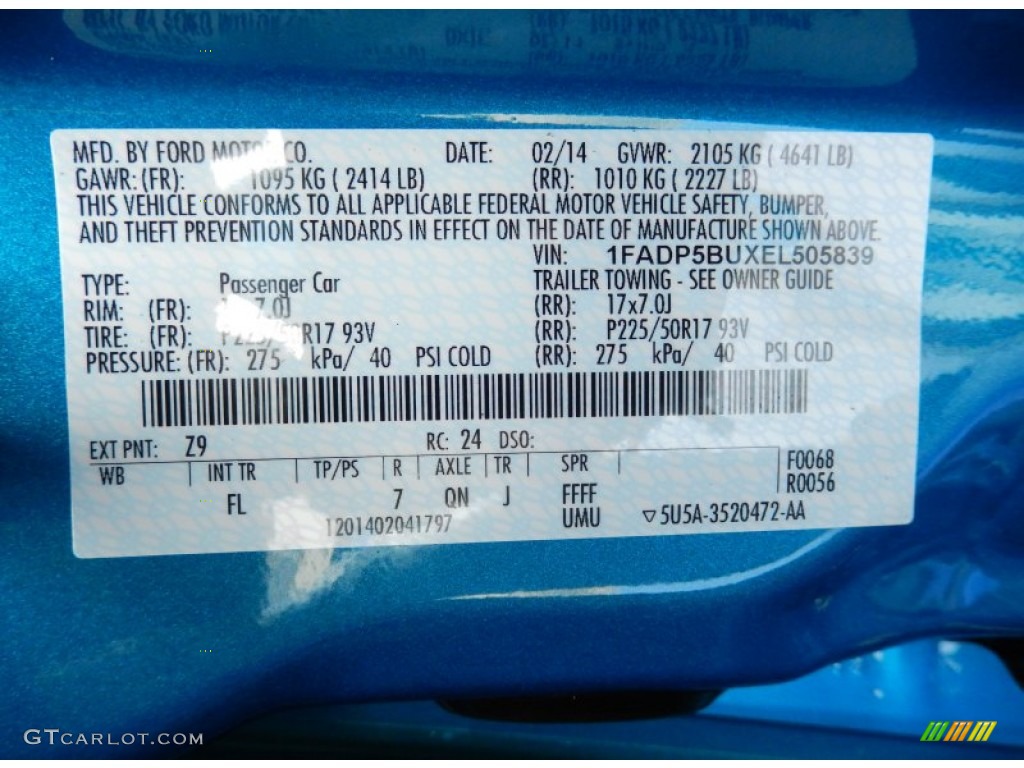 MFD. BY FORD MOTOR CO. DATE: 02/14 GVWR: 2105 KG ( 4641 LB)
GAWR: (FR): 1095 KG ( 2414 LB) (RR): 1010 KG ( 2227 LB)
THIS VEHICLE CONFORMS TO ALL APPLICABLE FEDERAL MOTOR VEHICLE SAFETY, BUMPER,
AND THEFT PREVENTION STANDARDS IN EFFECT ON THE DATE OF MANUFACTURE SHOWN ABOVE.
VIN: 1FADP5BUXEL505839
TYPE: Passenger Car TRAILER TOWING - SEE OWNER GUIDE
RIM: (FR): 7.0J (RR): 17x7.0J
TIRE: (FR): P225/50R17 93V (RR): P225/50R17 93V
PRESSURE: (FR): 275 kPa/ 40 PSI COLD (RR): 275 kPa/ 40 PSI COLD
EXT PNT: Z9 RC: 24 DSO:
WB INT TR TP/PS R AXLE TR SPR F0068
FL 7 QN J FFFF R0056
1201402041797 UMU ▽5U5A-3520472-AA
GTCARLOT.COM